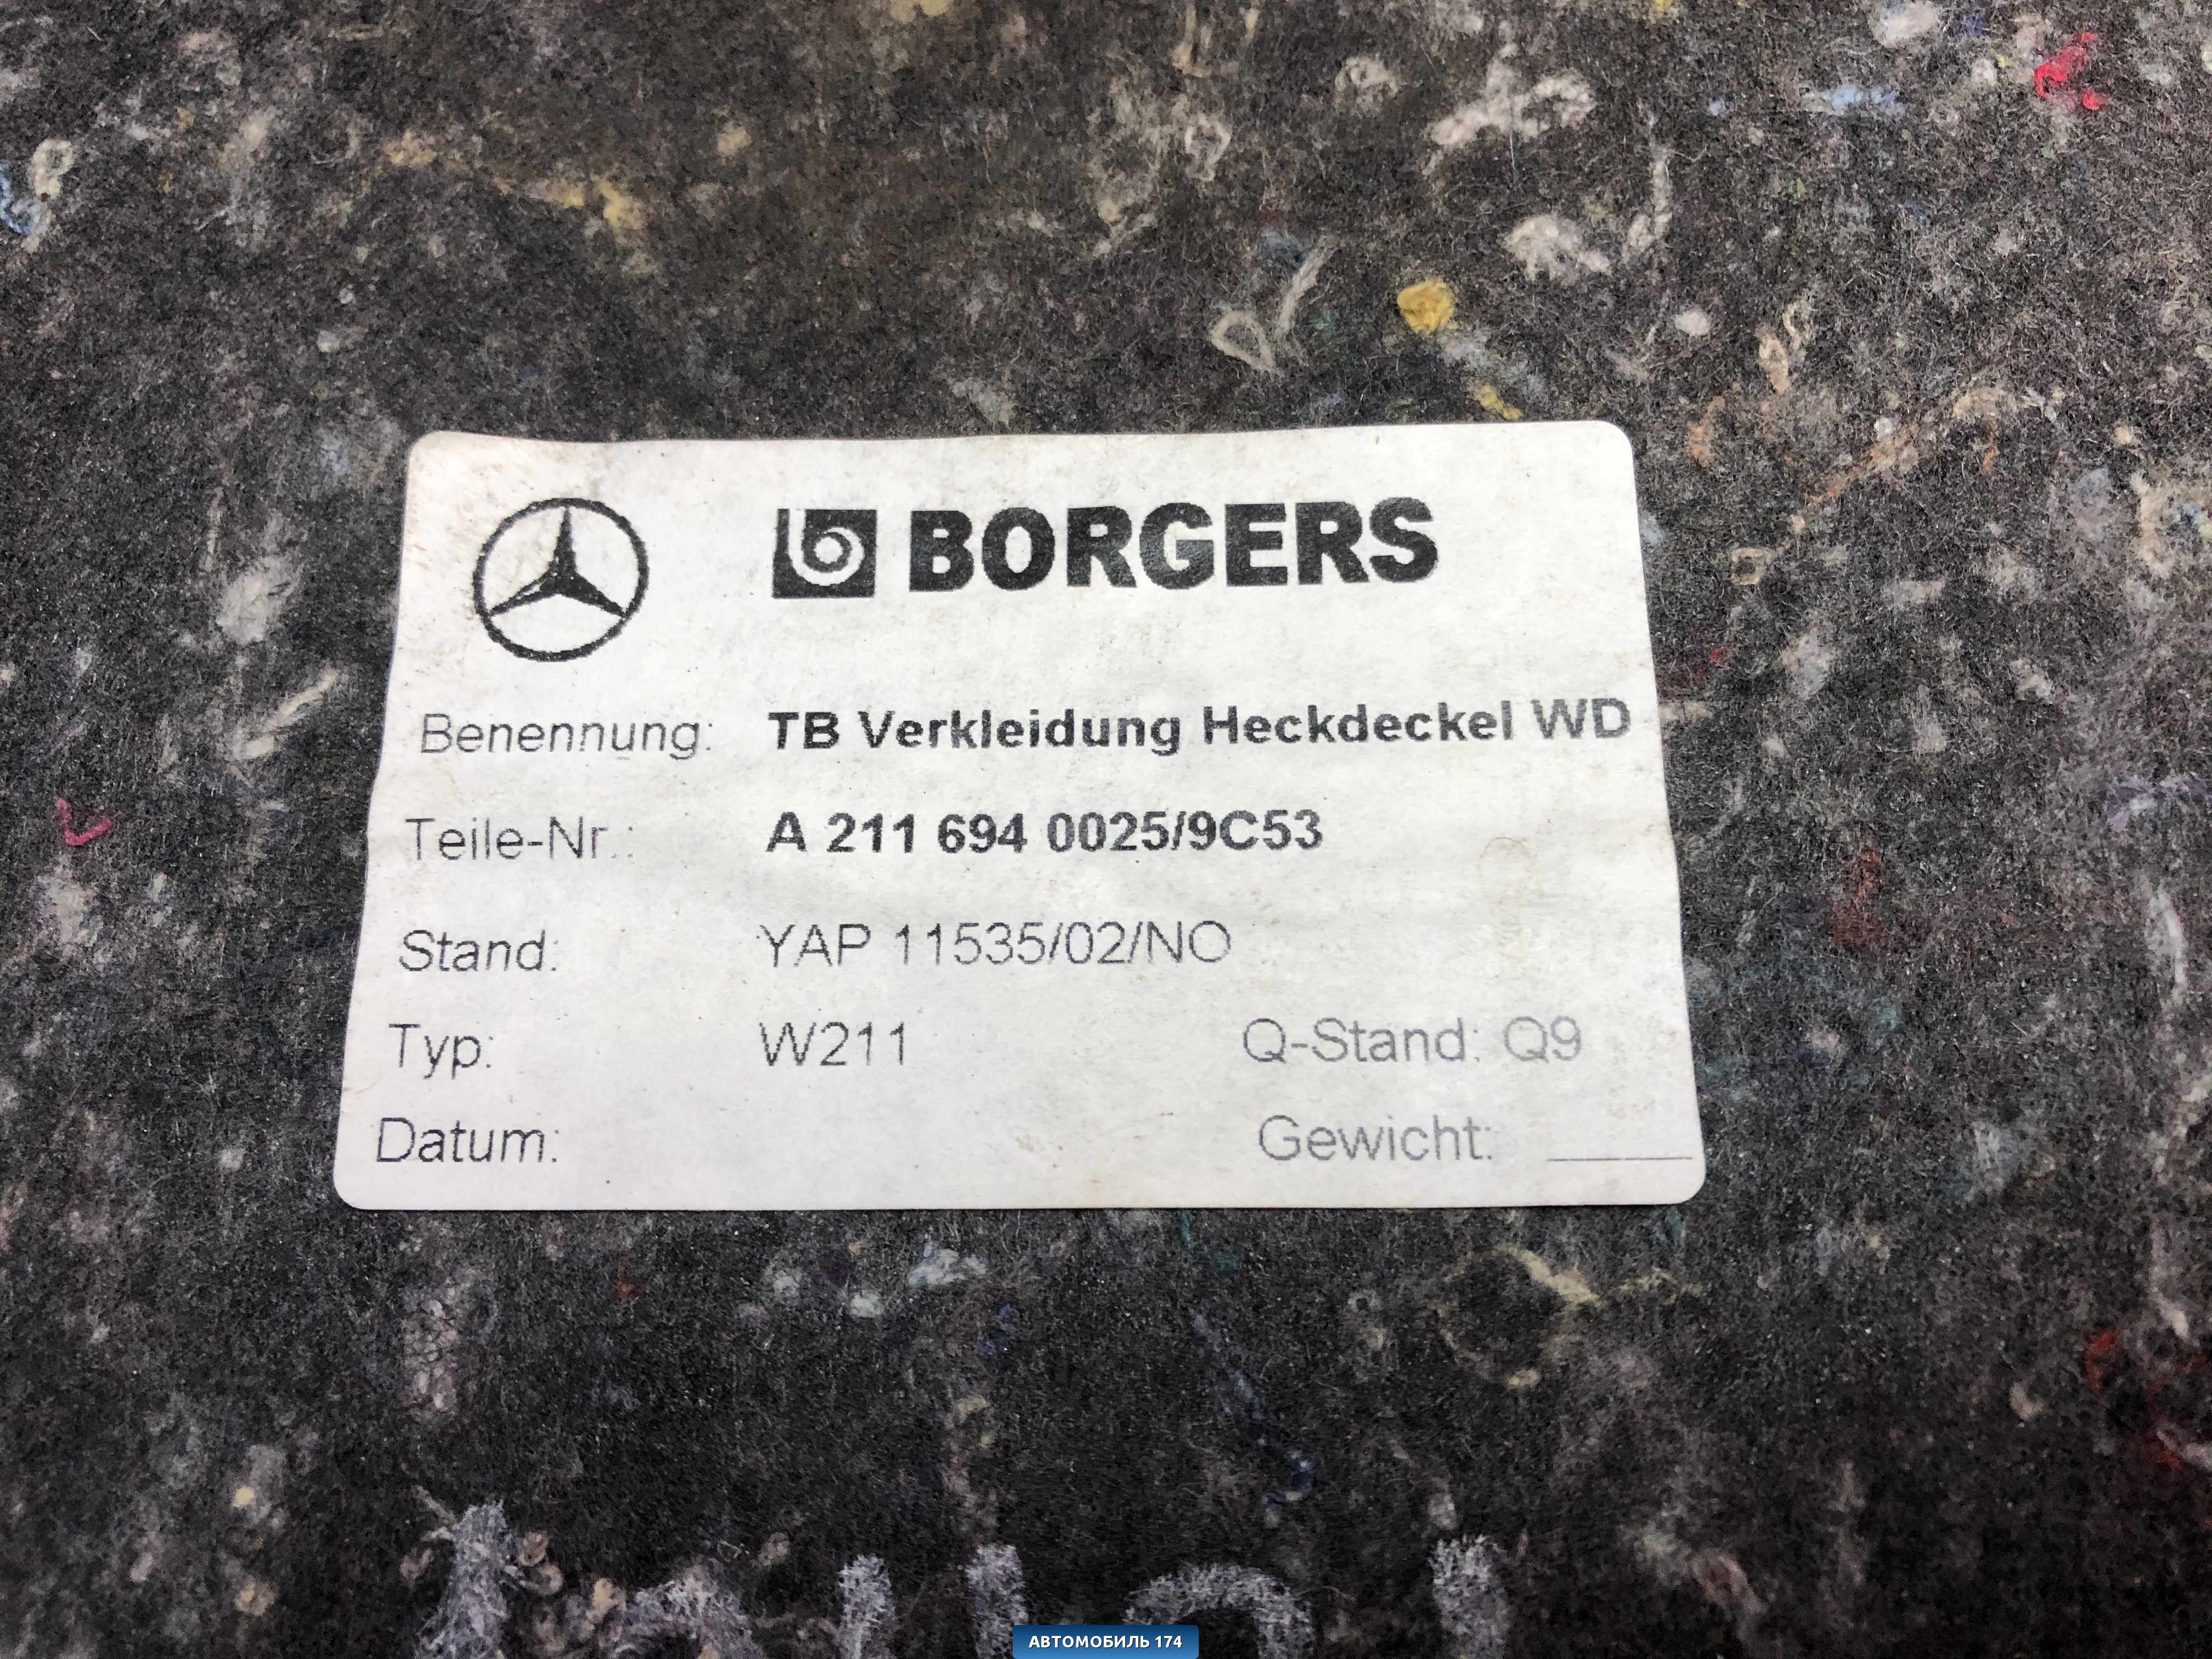 BORGERS
Benennung: TB Verkleidung Heckdeckel WD
Teile-Nr.: A 211 694 0025/9C53
Stand: YAP 11535/02/NO
Typ: W211 Q-Stand: Q9
Datum: Gewicht:
АВТОМОБИЛЬ 174